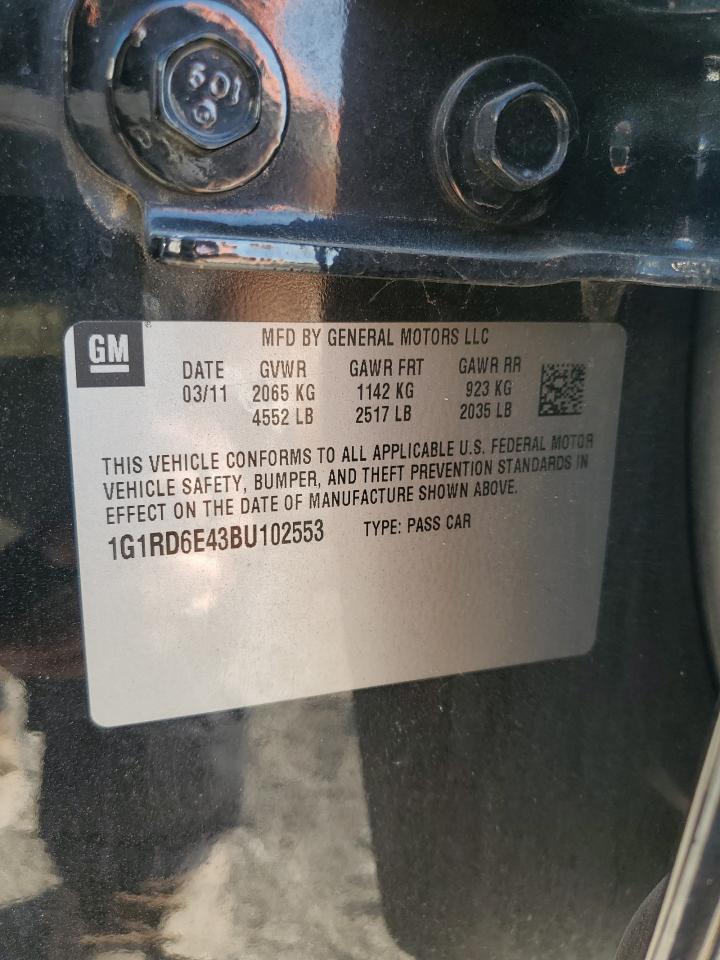 601
GM
MFD BY GENERAL MOTORS LLC
DATE GVWR GAWR FRT GAWR RR
03/11 2065 KG 1142 KG 923 KG
4552 LB 2517 LB 2035 LB
THIS VEHICLE CONFORMS TO ALL APPLICABLE U.S. FEDERAL MOTOR
VEHICLE SAFETY, BUMPER, AND THEFT PREVENTION STANDARDS IN
EFFECT ON THE DATE OF MANUFACTURE SHOWN ABOVE.
1G1RD6E43BU102553 TYPE: PASS CAR